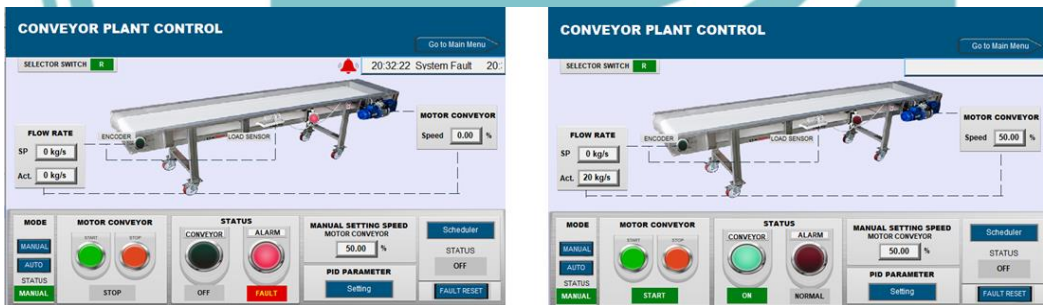 CONVEYOR PLANT CONTROL
Go to Main Menu
SELECTOR SWITCH R
20:32:22 System Fault 20:
MOTOR CONVEYOR
Speed 0.00 %
FLOW RATE
SP 0 kg/s
Act. 0 kg/s
ENCODER
LOAD SENSOR
MODE
MANUAL
AUTO
STATUS
MANUAL
MOTOR CONVEYOR
START STOP
STOP
STATUS
CONVEYOR ALARM
OFF FAULT
MANUAL SETTING SPEED
MOTOR CONVEYOR
50.00 %
PID PARAMETER
Setting
Scheduler
STATUS
OFF
FAULT RESET
CONVEYOR PLANT CONTROL
Go to Main Menu
SELECTOR SWITCH R
MOTOR CONVEYOR
Speed 50.00 %
FLOW RATE
SP 0 kg/s
Act. 20 kg/s
ENCODER
LOAD SENSOR
MODE
MANUAL
AUTO
STATUS
MANUAL
MOTOR CONVEYOR
START STOP
START
STATUS
CONVEYOR ALARM
ON NORMAL
MANUAL SETTING SPEED
MOTOR CONVEYOR
50.00 %
PID PARAMETER
Setting
Scheduler
STATUS
OFF
FAULT RESET